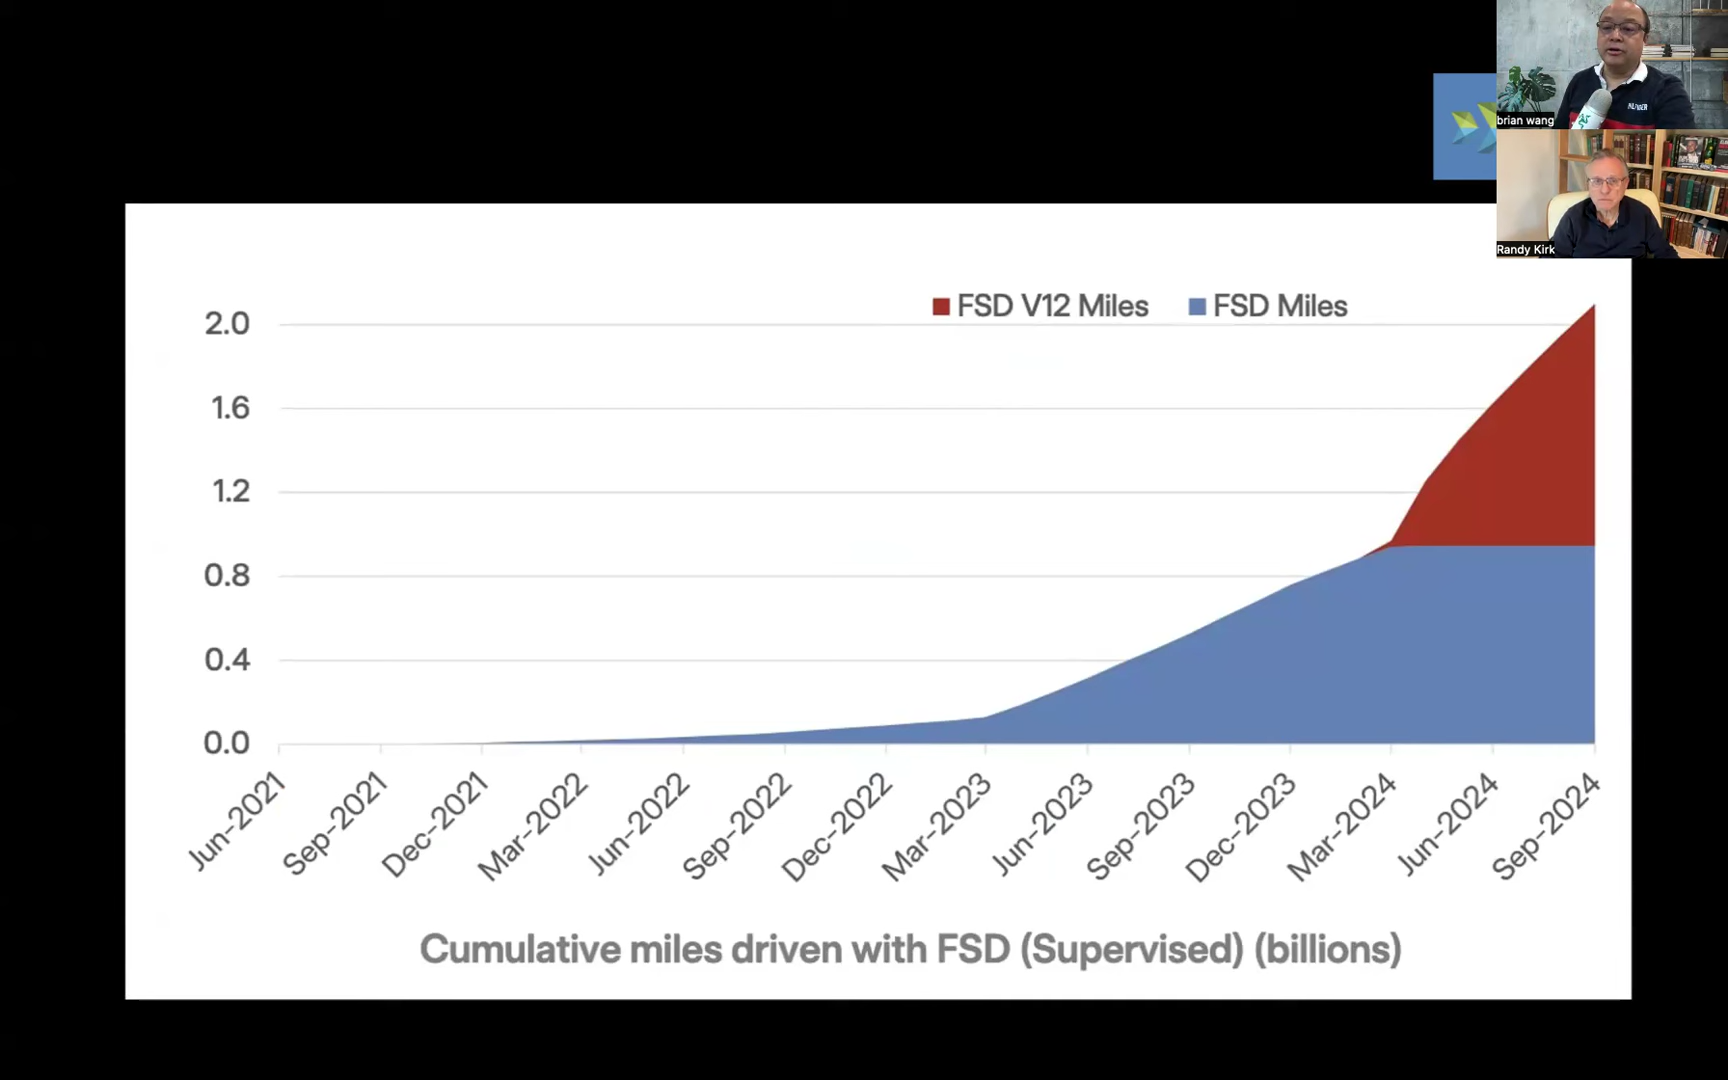 brian wang
HILFIGER
Randy Kirk
FSD V12 Miles
FSD Miles
2.0
1.6
1.2
0.8
0.4
0.0
Jun-2021
Sep-2021
Dec-2021
Mar-2022
Jun-2022
Sep-2022
Dec-2022
Mar-2023
Jun-2023
Sep-2023
Dec-2023
Mar-2024
Jun-2024
Sep-2024
Cumulative miles driven with FSD (Supervised) (billions)